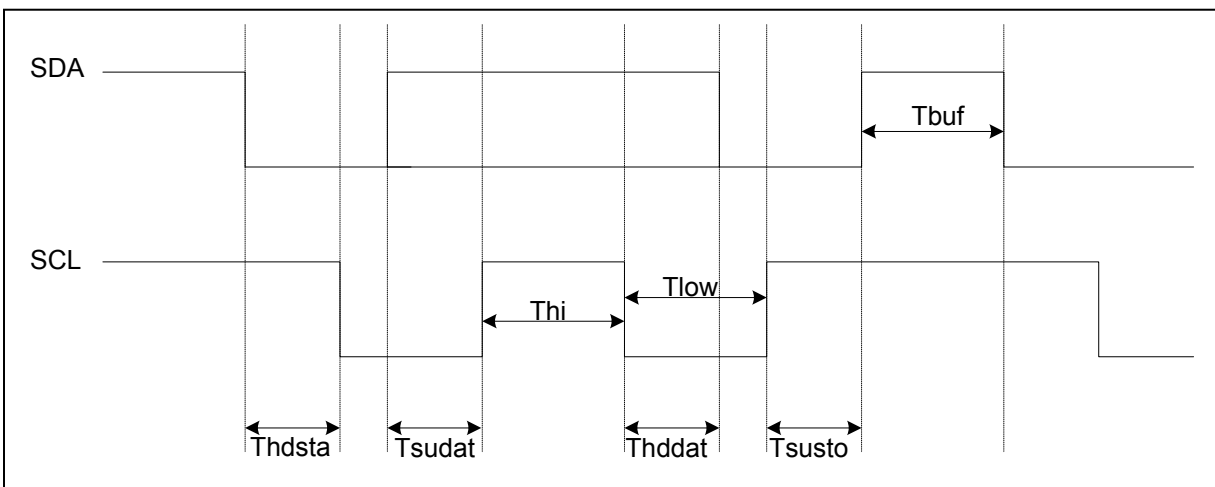 SDA
Tbuf
SCL
Tlow
Thi
Thdsta
Tsudat
Thddat
Tsusto